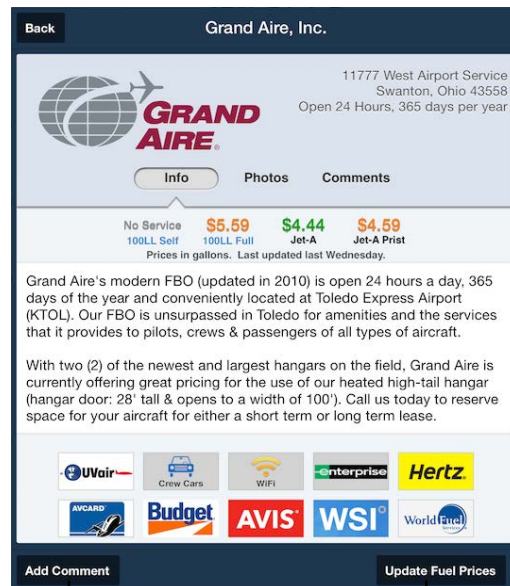 Back
Grand Aire, Inc.
11777 West Airport Service
Swanton, Ohio 43558
Open 24 Hours, 365 days per year
GRAND
AIRE
Info Photos Comments
No Service $5.59 $4.44 $4.59
100LL Self 100LL Full Jet-A Jet-A Prist
Prices in gallons. Last updated last Wednesday.
Grand Aire's modern FBO (updated in 2010) is open 24 hours a day, 365
days of the year and conveniently located at Toledo Express Airport
(KTOL). Our FBO is unsurpassed in Toledo for amenities and the services
that it provides to pilots, crews & passengers of all types of aircraft.
With two (2) of the newest and largest hangars on the field, Grand Aire is
currently offering great pricing for the use of our heated high-tail hangar
(hangar door: 28' tall & opens to a width of 100'). Call us today to reserve
space for your aircraft for either a short term or long term lease.
UVair Crew Cars WiFi enterprise Hertz
AVCARD Budget AVIS WSI World Fuel Services
Add Comment
Update Fuel Prices